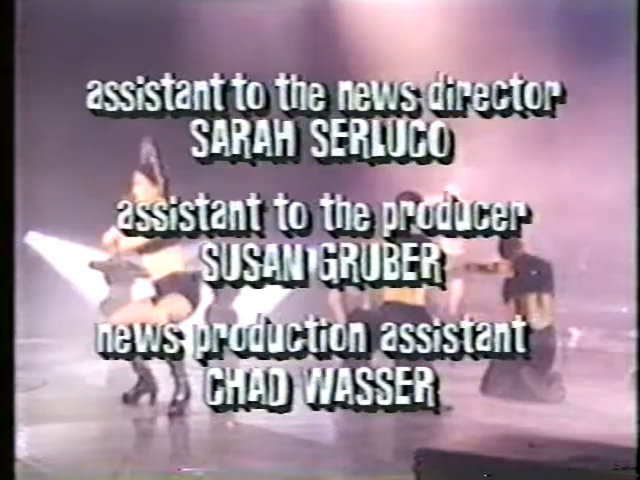 assistant to the news director
SARAH SERLUCO
assistant to the producer
SUSAN GRUBER
news production assistant
CHAD WASSER